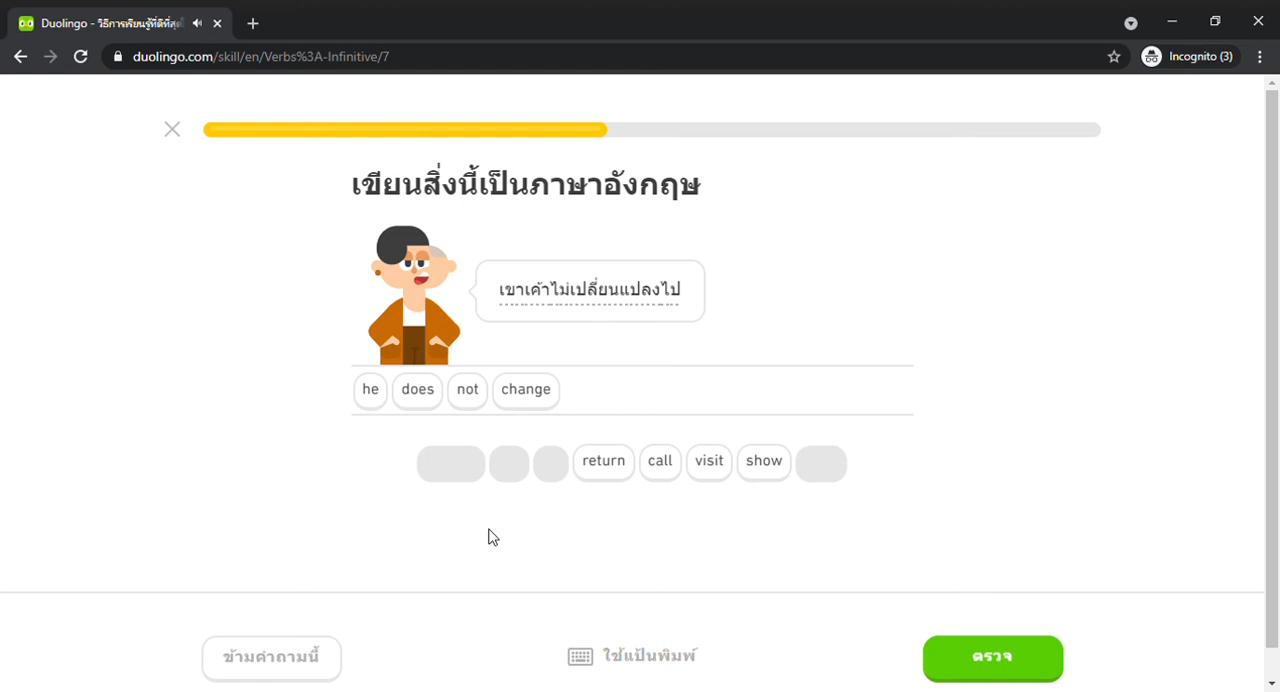 Duolingo - วิธีการเรียนรู้ที่ดีที่สุด
duolingo.com/skill/en/Verbs%3A-Infinitive/7
Incognito (3)
เขียนสิ่งนี้เป็นภาษาอังกฤษ
เขาเค้าไม่เปลี่ยนแปลงไป
he does not change
return call visit show
ข้ามคำถามนี้
ใช้แป้นพิมพ์
ตรวจ